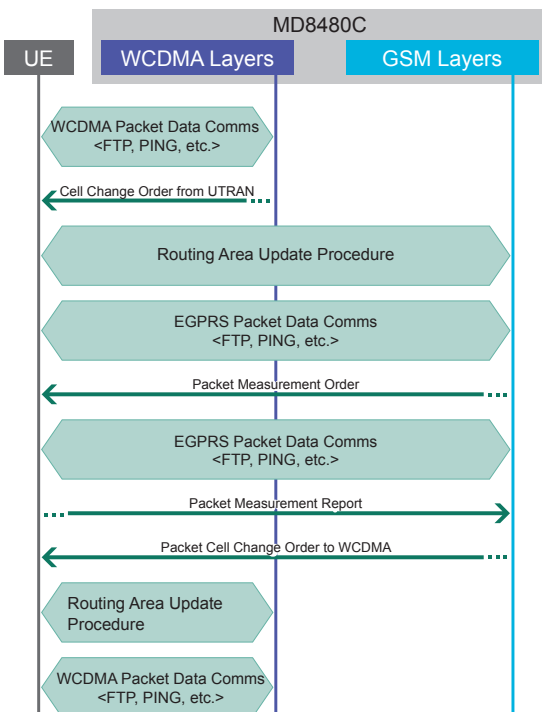 MD8480C
UE
WCDMA Layers
GSM Layers
WCDMA Packet Data Comms
<FTP, PING, etc.>
Cell Change Order from UTRAN
Routing Area Update Procedure
EGPRS Packet Data Comms
<FTP, PING, etc.>
Packet Measurement Order
EGPRS Packet Data Comms
<FTP, PING, etc.>
Packet Measurement Report
Packet Cell Change Order to WCDMA
Routing Area Update
Procedure
WCDMA Packet Data Comms
<FTP, PING, etc.>